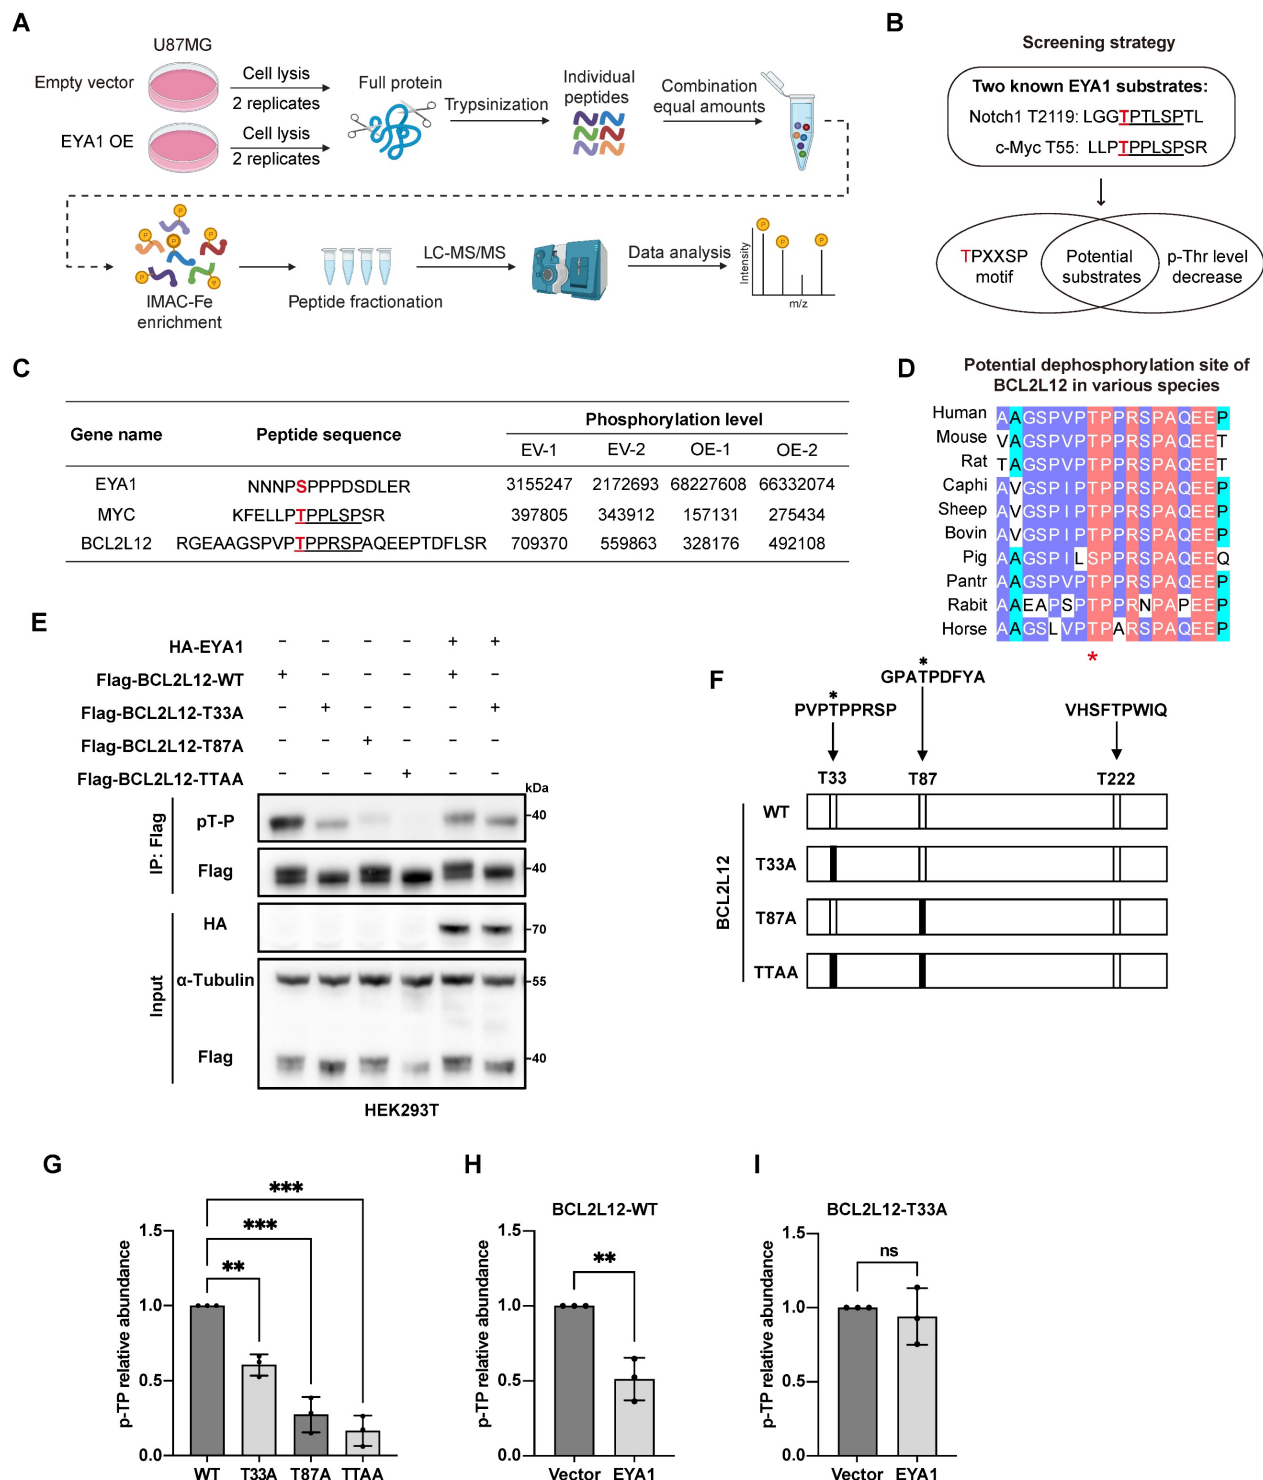 A
U87MG
Empty vector
Cell lysis
2 replicates
EYA1 OE
Cell lysis
2 replicates
Full protein
Trypsinization
Individual
peptides
Combination
equal amounts
P
P
P
P
P
P
IMAC-Fe
enrichment
Peptide fractionation
LC-MS/MS
Data analysis
P
P
P
Intensity
m/z
B
Screening strategy
Two known EYA1 substrates:
Notch1 T2119: LGGTPTLSPTL
c-Myc T55: LLPTPPLSPSR
TPXXSP
motif
Potential
substrates
p-Thr level
decrease
C
Gene name
Peptide sequence
Phosphorylation level
EV-1 EV-2 OE-1 OE-2
EYA1 NNNPSPPPDSDLER 3155247 2172693 68227608 66332074
MYC KFELLPTPPLSPSR 397805 343912 157131 275434
BCL2L12 RGEAAGSPVPTPPRSPAQEEPTDFLSR 709370 559863 328176 492108
D
Potential dephosphorylation site of
BCL2L12 in various species
Human AAGSPVPTPPRSPAQEEP
Mouse VAGSPVPTPPRSPAQEET
Rat TAGSPVPTPPRSPAQEET
Caphi AVGSPIPTPPRSPAQEEP
Sheep AVGSPIPTPPRSPAQEEP
Bovin AVGSPIPTPPRSPAQEEP
Pig AAGSPILSPPRSPAQEEQ
Pantr AAGSPVPTPPRSPAQEEP
Rabit AAEAPSPTPPRNPAPEEP
Horse AAGSLVPTPARSPAQEEP
*
E
HA-EYA1 - - - - + +
Flag-BCL2L12-WT + - - - + -
Flag-BCL2L12-T33A - + - - - +
Flag-BCL2L12-T87A - - + - - -
Flag-BCL2L12-TTAA - - - + - -
kDa
IP: Flag
pT-P
-40
Flag
-40
Input
HA
-70
α-Tubulin
-55
Flag
-40
HEK293T
F
*
GPATPDFYA
*
PVPTPPRSP
VHSFTPWIQ
T33 T87 T222
BCL2L12
WT
T33A
T87A
TTAA
G
p-TP relative abundance
1.5
1.0
0.5
0.0
***
***
**
WT T33A T87A TTAA
H
BCL2L12-WT
p-TP relative abundance
1.5
1.0
0.5
0.0
**
Vector EYA1
I
BCL2L12-T33A
p-TP relative abundance
1.5
1.0
0.5
0.0
ns
Vector EYA1